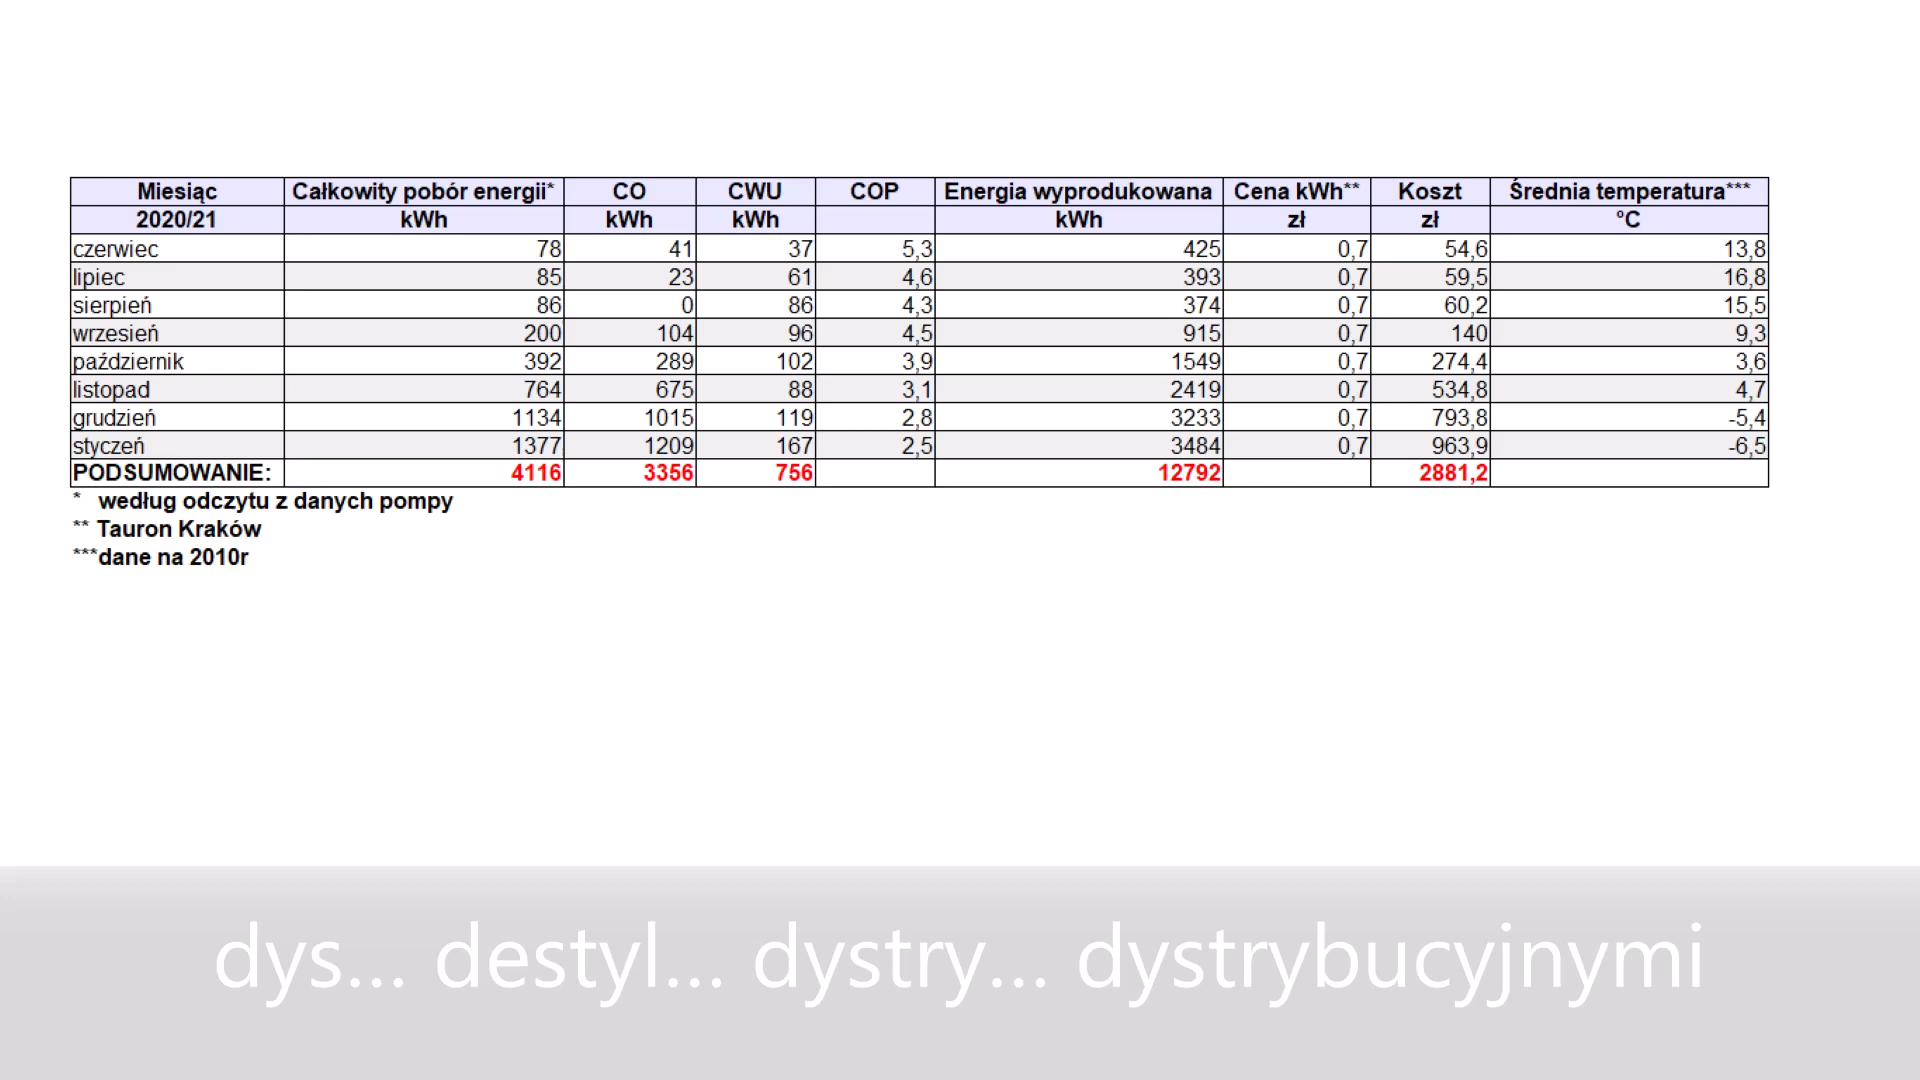 Miesiąc Całkowity pobór energii* CO CWU COP Energia wyprodukowana Cena kWh** Koszt Średnia temperatura***
2020/21 kWh kWh kWh kWh zł zł °C
czerwiec 78 41 37 5,3 425 0,7 54,6 13,8
lipiec 85 23 61 4,6 393 0,7 59,5 16,8
sierpień 86 0 86 4,3 374 0,7 60,2 15,5
wrzesień 200 104 96 4,5 915 0,7 140 9,3
październik 392 289 102 3,9 1549 0,7 274,4 3,6
listopad 764 675 88 3,1 2419 0,7 534,8 4,7
grudzień 1134 1015 119 2,8 3233 0,7 793,8 -5,4
styczeń 1377 1209 167 2,5 3484 0,7 963,9 -6,5
PODSUMOWANIE: 4116 3356 756 12792 2881,2
* według odczytu z danych pompy
** Tauron Kraków
***dane na 2010r
dys... destyl... dystry... dystrybucyjnymi